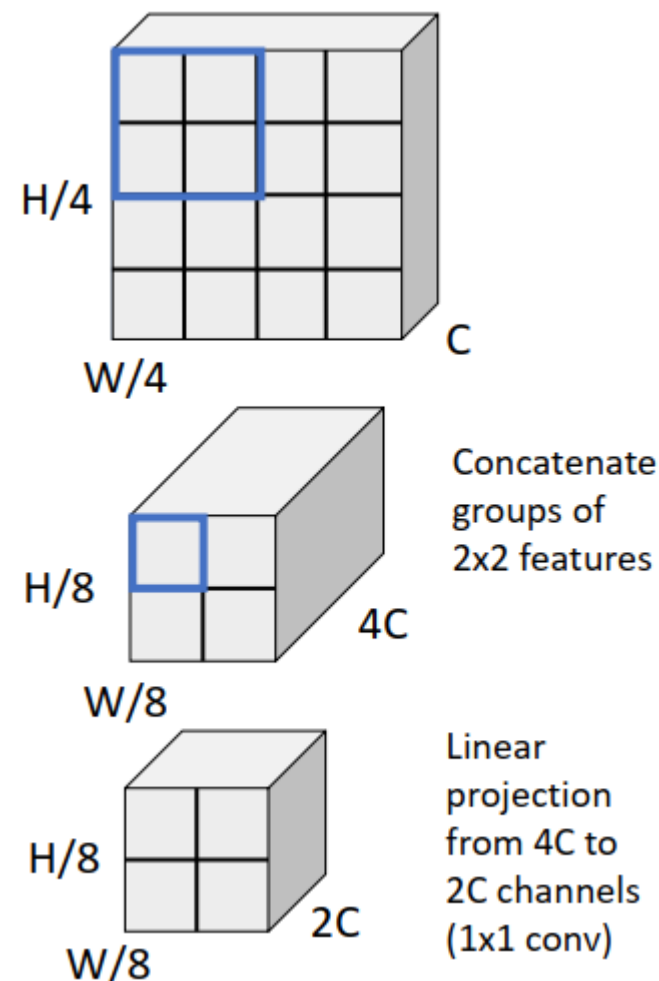 H/4
C
W/4
Concatenate
groups of
2x2 features
H/8
4C
W/8
Linear
projection
from 4C to
2C channels
(1x1 conv)
H/8
2C
W/8